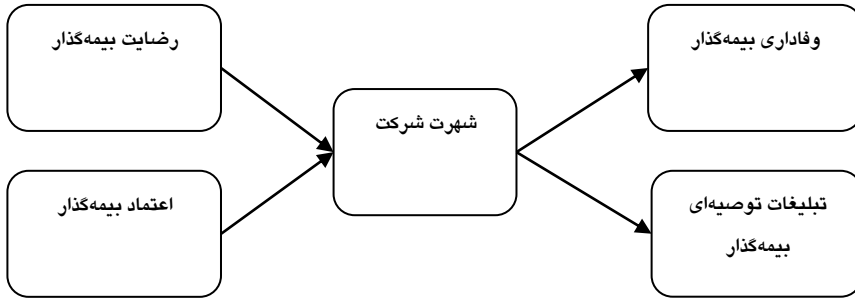 رضایت بیمه‌گذار
وفاداری بیمه‌گذار
شهرت شرکت
اعتماد بیمه‌گذار
تبلیغات توصیه‌ای
بیمه‌گذار